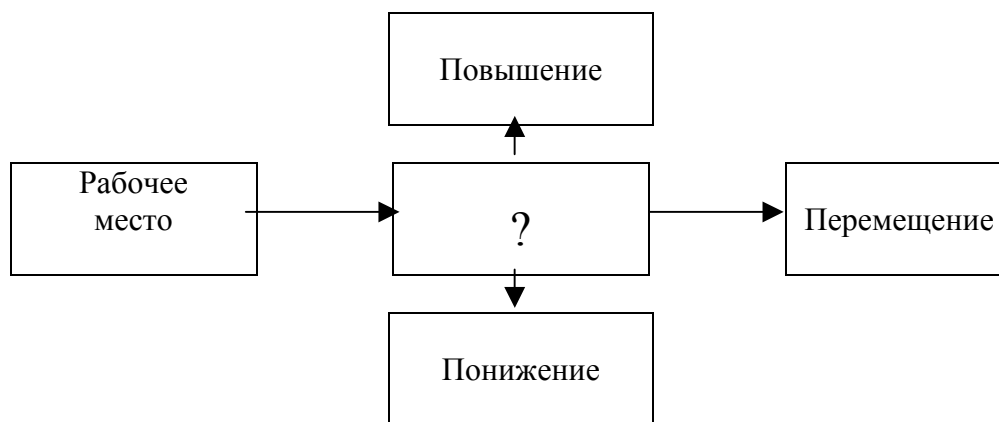 Повышение
Рабочее
место
?
Перемещение
Понижение